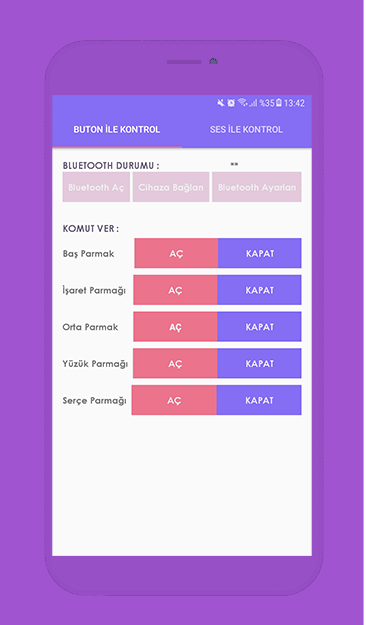 %35 13:42
BUTON İLE KONTROL SES İLE KONTROL
BLUETOOTH DURUMU : **
Bluetooth Aç Cihaza Bağlan Bluetooth Ayarları
KOMUT VER :
Baş Parmak AÇ KAPAT
İşaret Parmağı AÇ KAPAT
Orta Parmak AÇ KAPAT
Yüzük Parmağı AÇ KAPAT
Serçe Parmağı AÇ KAPAT